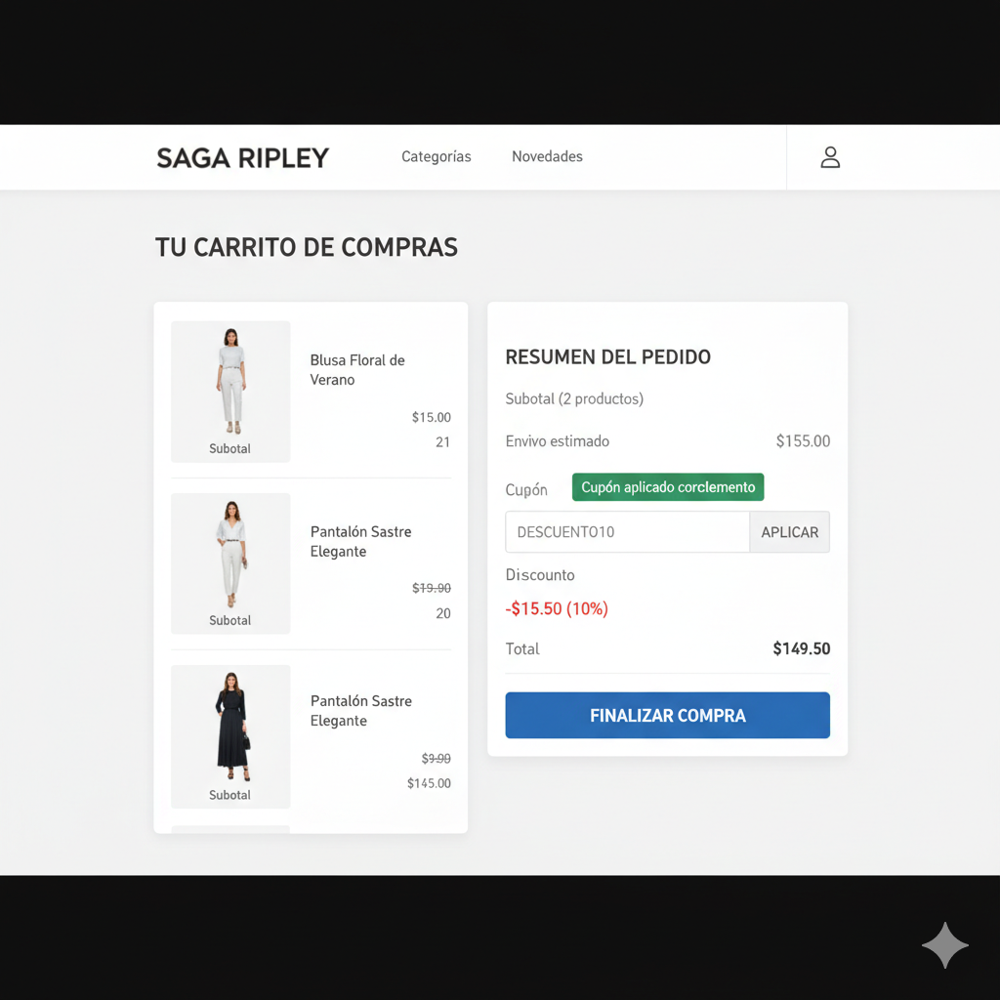 SAGA RIPLEY
Categorías
Novedades
TU CARRITO DE COMPRAS
Blusa Floral de
Verano
$15.00
21
Subotal
Pantalón Sastre
Elegante
$19.90
20
Subotal
Pantalón Sastre
Elegante
$9.90
$145.00
Subotal
RESUMEN DEL PEDIDO
Subotal (2 productos)
Envivo estimado $155.00
Cupón Cupón aplicado corclemento
DESCUENTO10 APLICAR
Discounto
-$15.50 (10%)
Total $149.50
FINALIZAR COMPRA